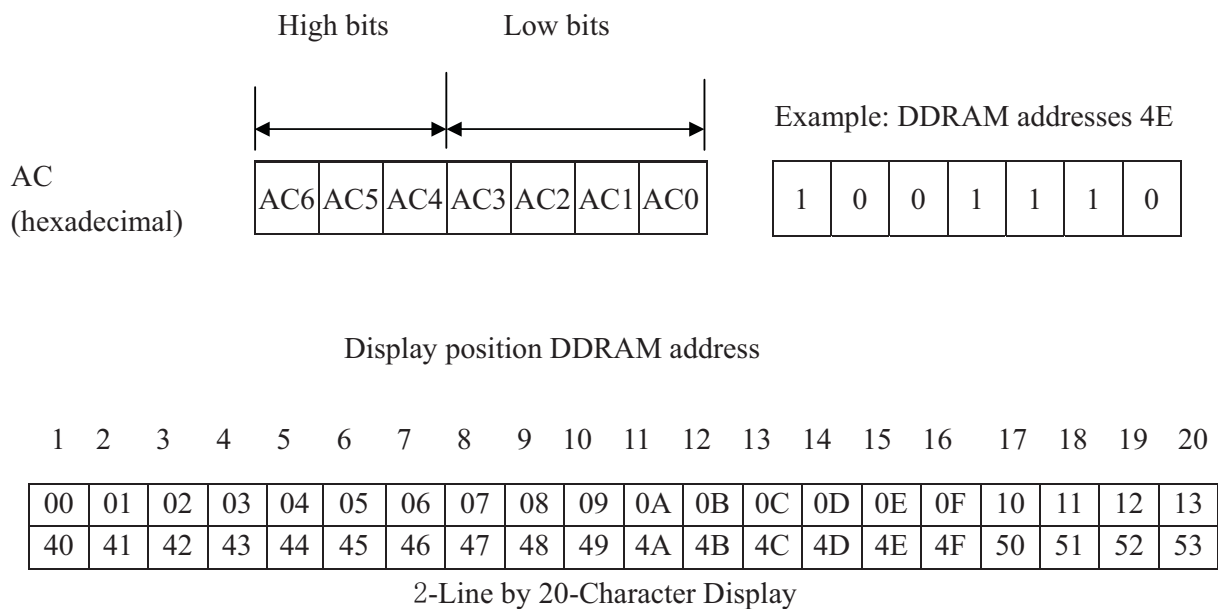 High bits Low bits
Example: DDRAM addresses 4E
AC
(hexadecimal)
AC6 AC5 AC4 AC3 AC2 AC1 AC0 1 0 0 1 1 1 0
Display position DDRAM address
1 2 3 4 5 6 7 8 9 10 11 12 13 14 15 16 17 18 19 20
00 01 02 03 04 05 06 07 08 09 0A 0B 0C 0D 0E 0F 10 11 12 13
40 41 42 43 44 45 46 47 48 49 4A 4B 4C 4D 4E 4F 50 51 52 53
2-Line by 20-Character Display